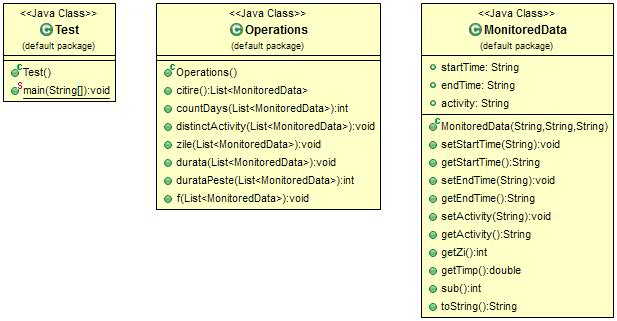 <<Java Class>>
Test
(default package)
Test()
main(String[]):void
<<Java Class>>
Operations
(default package)
Operations()
citire():List<MonitoredData>
countDays(List<MonitoredData>):int
distinctActivity(List<MonitoredData>):void
zile(List<MonitoredData>):void
durata(List<MonitoredData>):void
durataPeste(List<MonitoredData>):int
f(List<MonitoredData>):void
<<Java Class>>
MonitoredData
(default package)
startTime: String
endTime: String
activity: String
MonitoredData(String,String,String)
setStartTime(String):void
getStartTime():String
setEndTime(String):void
getEndTime():String
setActivity(String):void
getActivity():String
getZi():int
getTimp():double
sub():int
toString():String